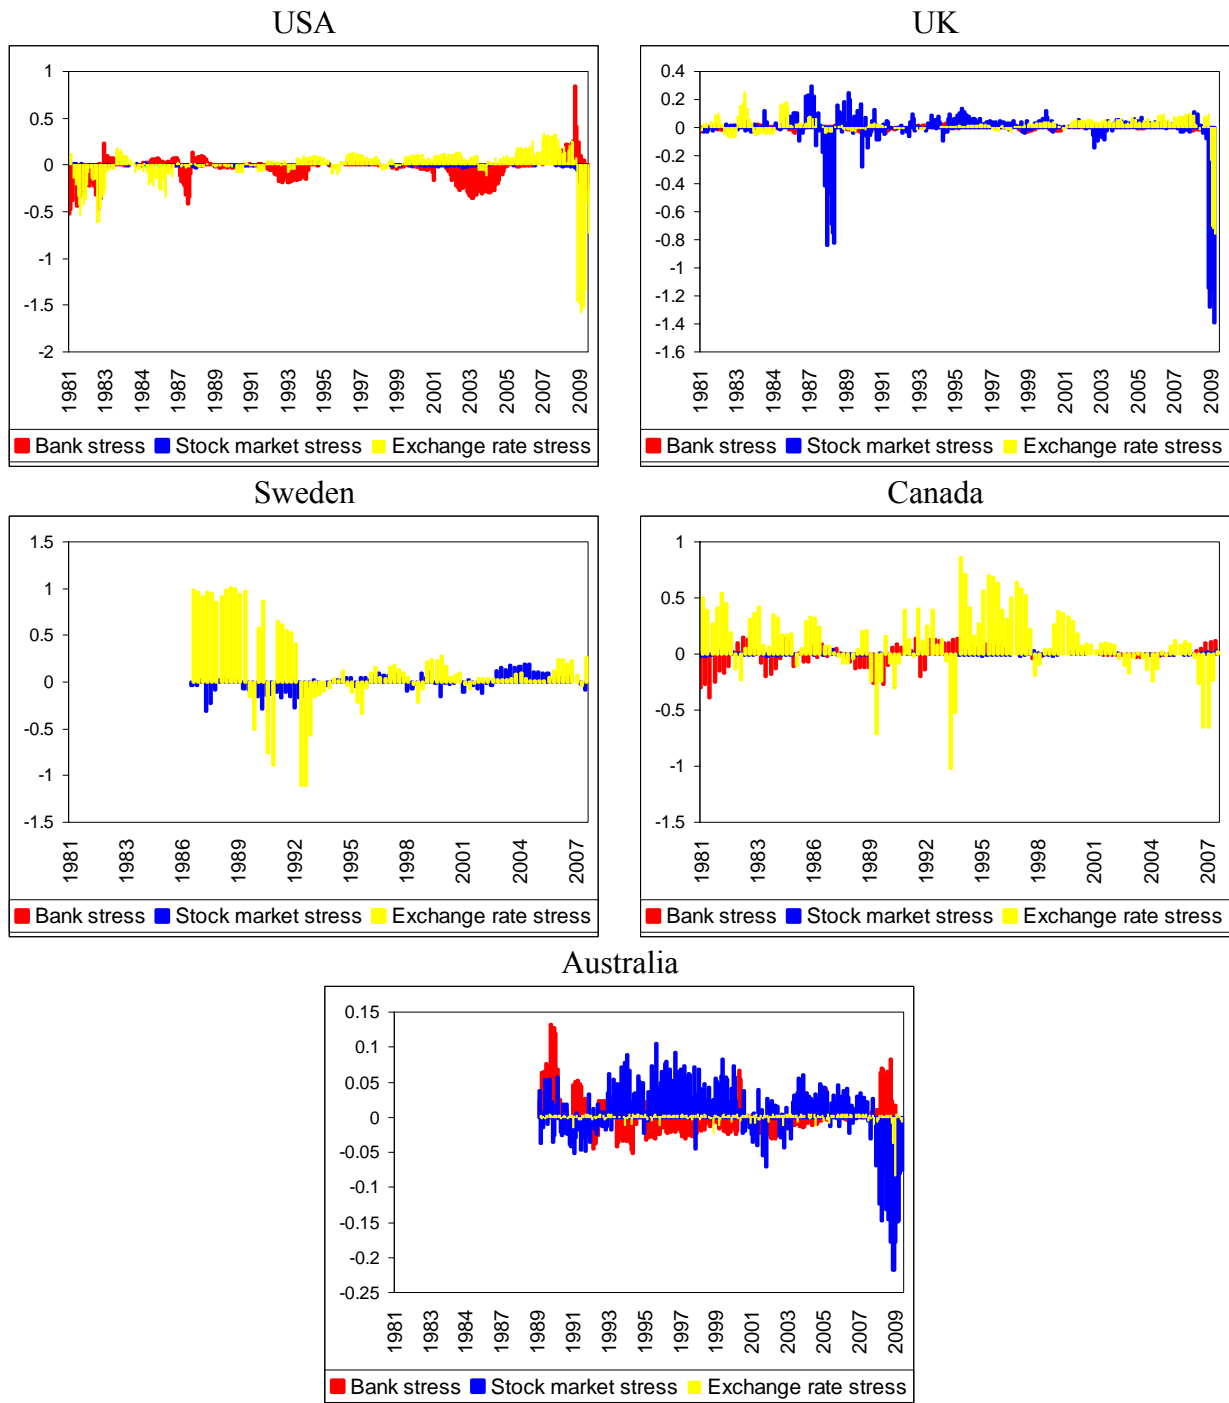 USA
1
0.5
0
-0.5
-1
-1.5
-2
1981 1983 1984 1987 1989 1991 1993 1995 1997 1999 2001 2003 2005 2007 2009
Bank stress Stock market stress Exchange rate stress
UK
0.4
0.2
0
-0.2
-0.4
-0.6
-0.8
-1
-1.2
-1.4
-1.6
1981 1983 1984 1987 1989 1991 1993 1995 1997 1999 2001 2003 2005 2007 2009
Bank stress Stock market stress Exchange rate stress
Sweden
1.5
1
0.5
0
-0.5
-1
-1.5
1981 1983 1986 1989 1992 1995 1998 2001 2004 2007
Bank stress Stock market stress Exchange rate stress
Canada
1
0.5
0
-0.5
-1
-1.5
1981 1983 1986 1989 1992 1995 1998 2001 2004 2007
Bank stress Stock market stress Exchange rate stress
Australia
0.15
0.1
0.05
0
-0.05
-0.1
-0.15
-0.2
-0.25
1981 1983 1984 1987 1989 1991 1993 1995 1997 1999 2001 2003 2005 2007 2009
Bank stress Stock market stress Exchange rate stress